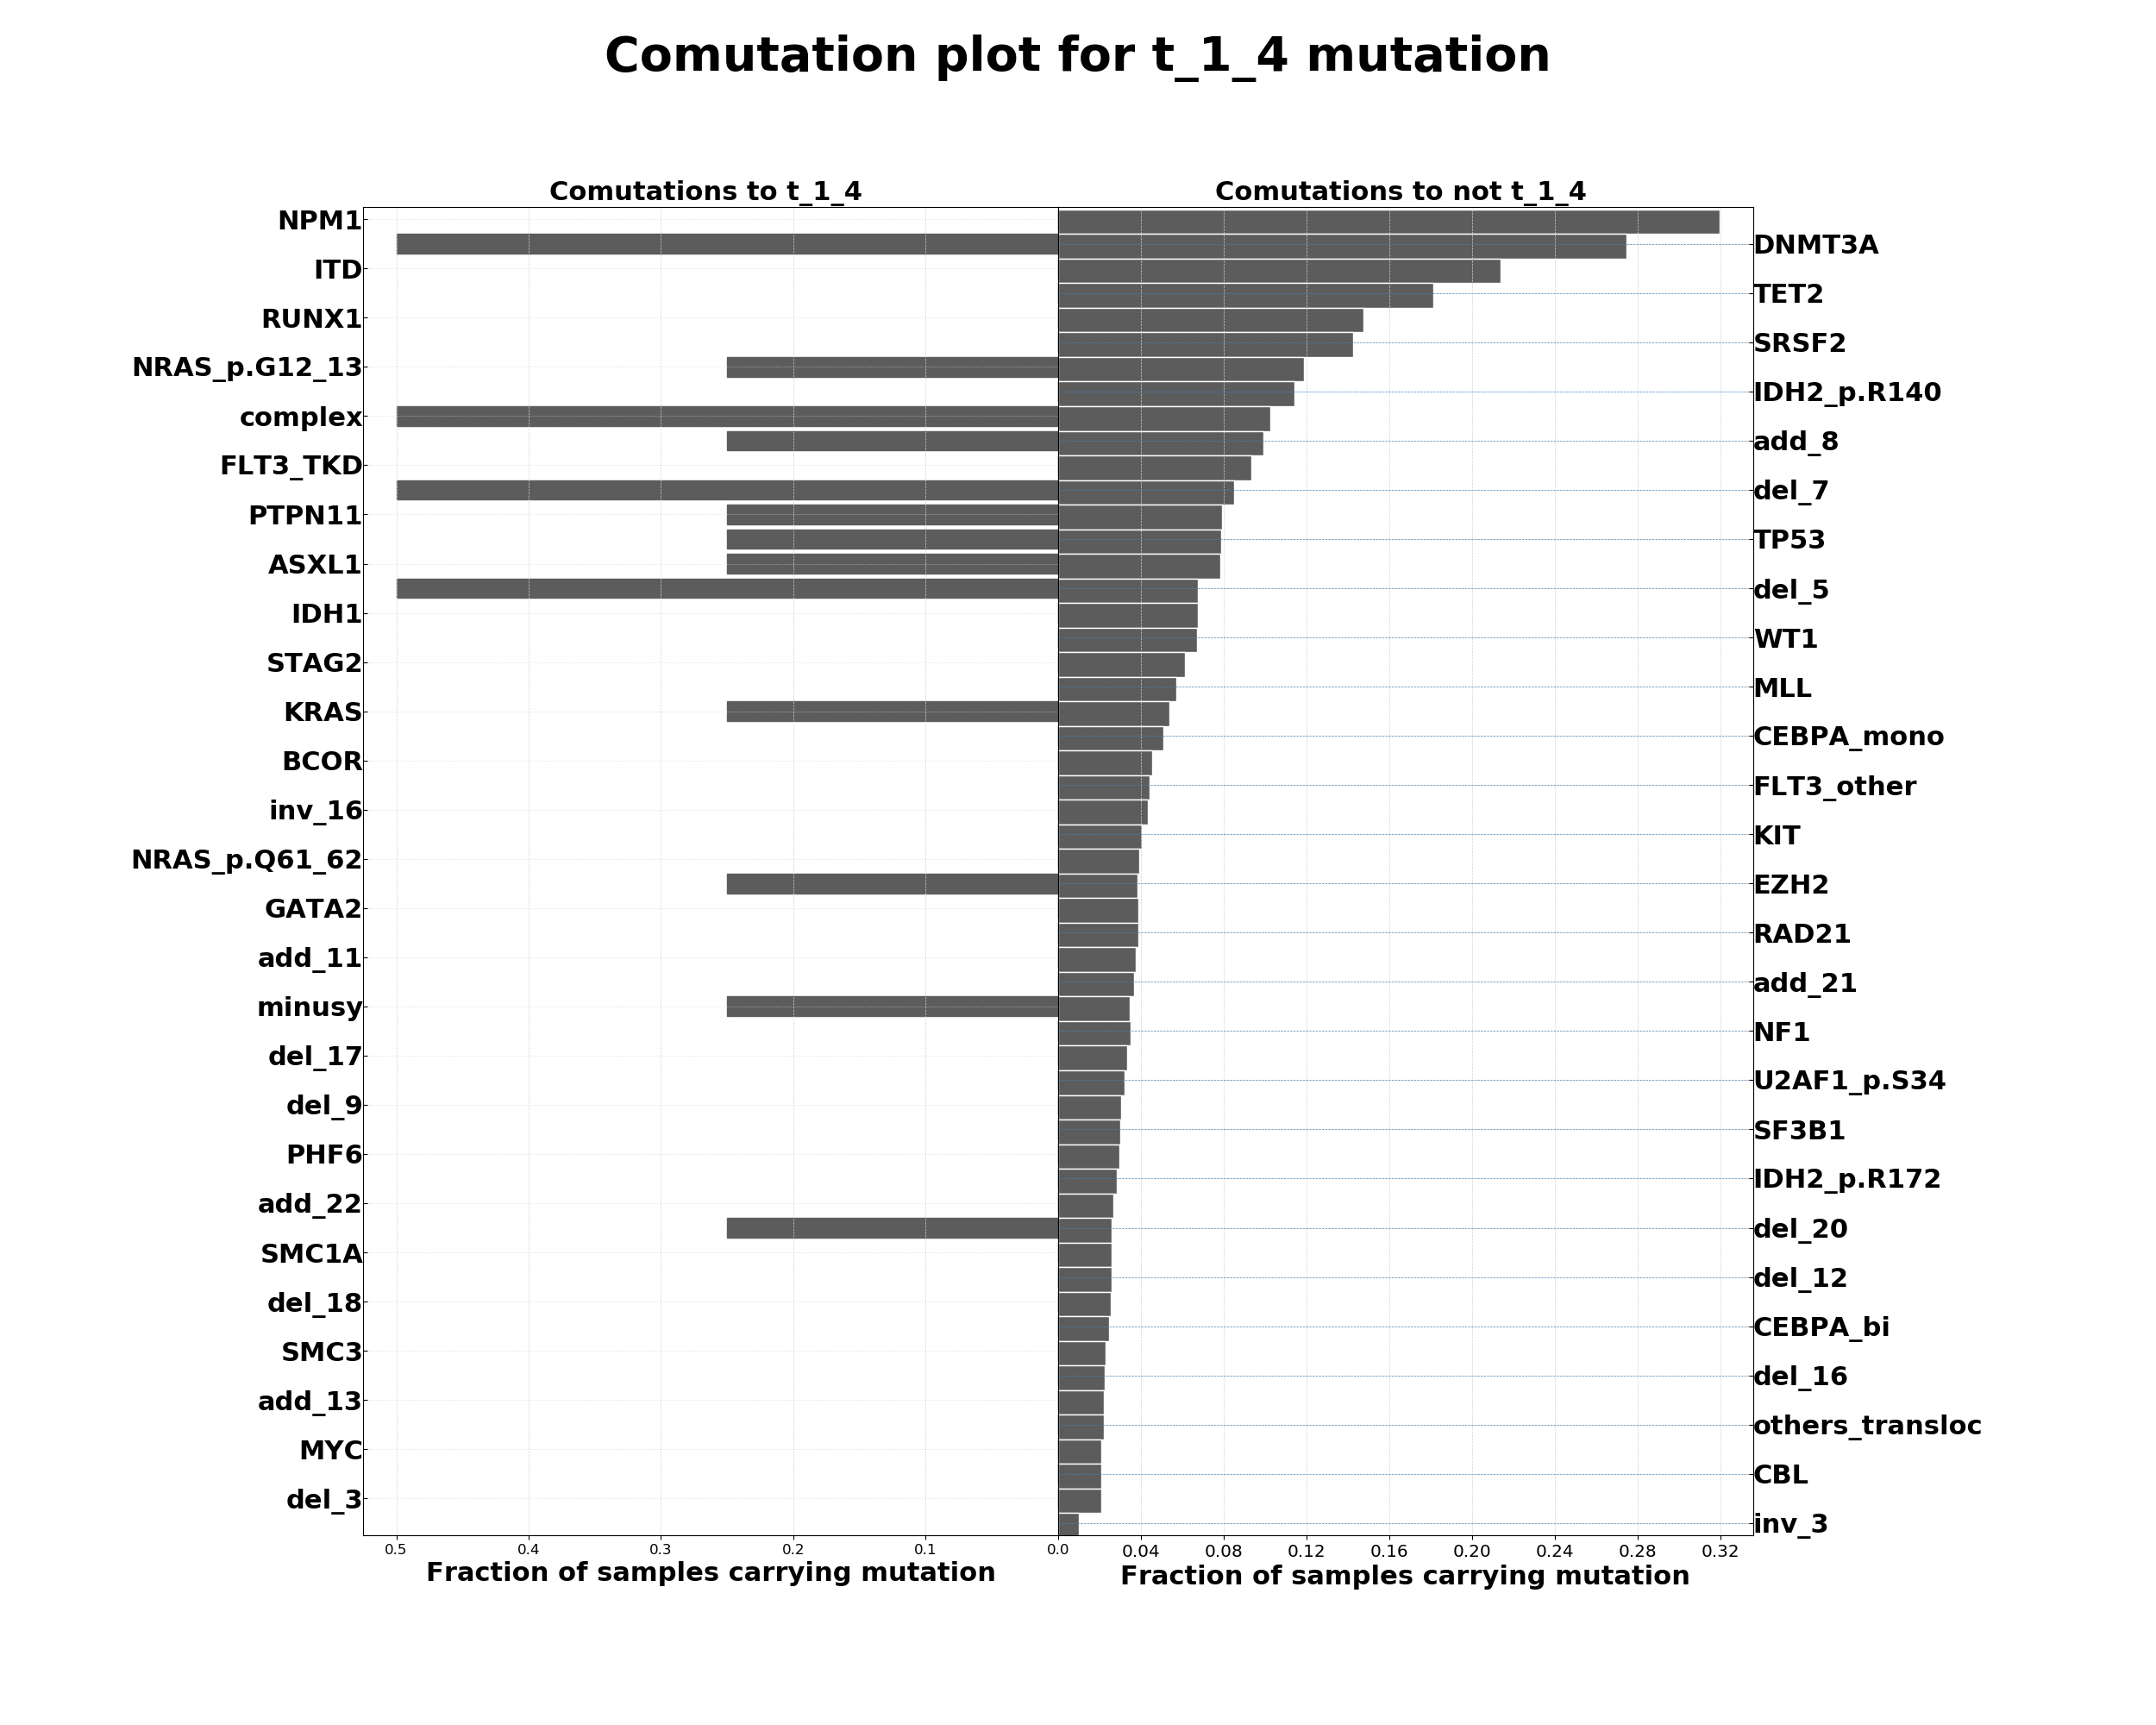 Comutation plot for t_1_4 mutation
Comutations to t_1_4
Comutations to not t_1_4
NPM1
DNMT3A
ITD
TET2
RUNX1
SRSF2
NRAS_p.G12_13
IDH2_p.R140
complex
add_8
FLT3_TKD
del_7
PTPN11
TP53
ASXL1
del_5
IDH1
WT1
STAG2
MLL
KRAS
CEBPA_mono
BCOR
FLT3_other
inv_16
KIT
NRAS_p.Q61_62
EZH2
GATA2
RAD21
add_11
add_21
minusy
NF1
del_17
U2AF1_p.S34
del_9
SF3B1
PHF6
IDH2_p.R172
add_22
del_20
SMC1A
del_12
del_18
CEBPA_bi
SMC3
del_16
add_13
others_transloc
MYC
CBL
del_3
inv_3
0.5 0.4 0.3 0.2 0.1 0.0 0.04 0.08 0.12 0.16 0.20 0.24 0.28 0.32
Fraction of samples carrying mutation
Fraction of samples carrying mutation